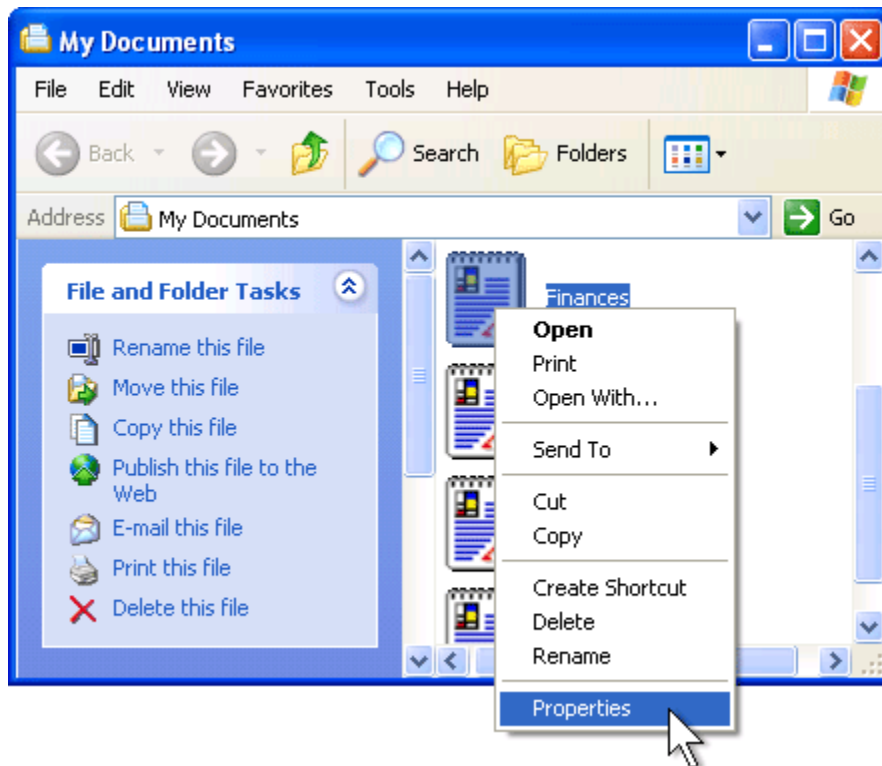 My Documents
File Edit View Favorites Tools Help
Back Search Folders
Address My Documents Go
File and Folder Tasks
Rename this file
Move this file
Copy this file
Publish this file to the
Web
E-mail this file
Print this file
Delete this file
Finances
Open
Print
Open With...
Send To
Cut
Copy
Create Shortcut
Delete
Rename
Properties